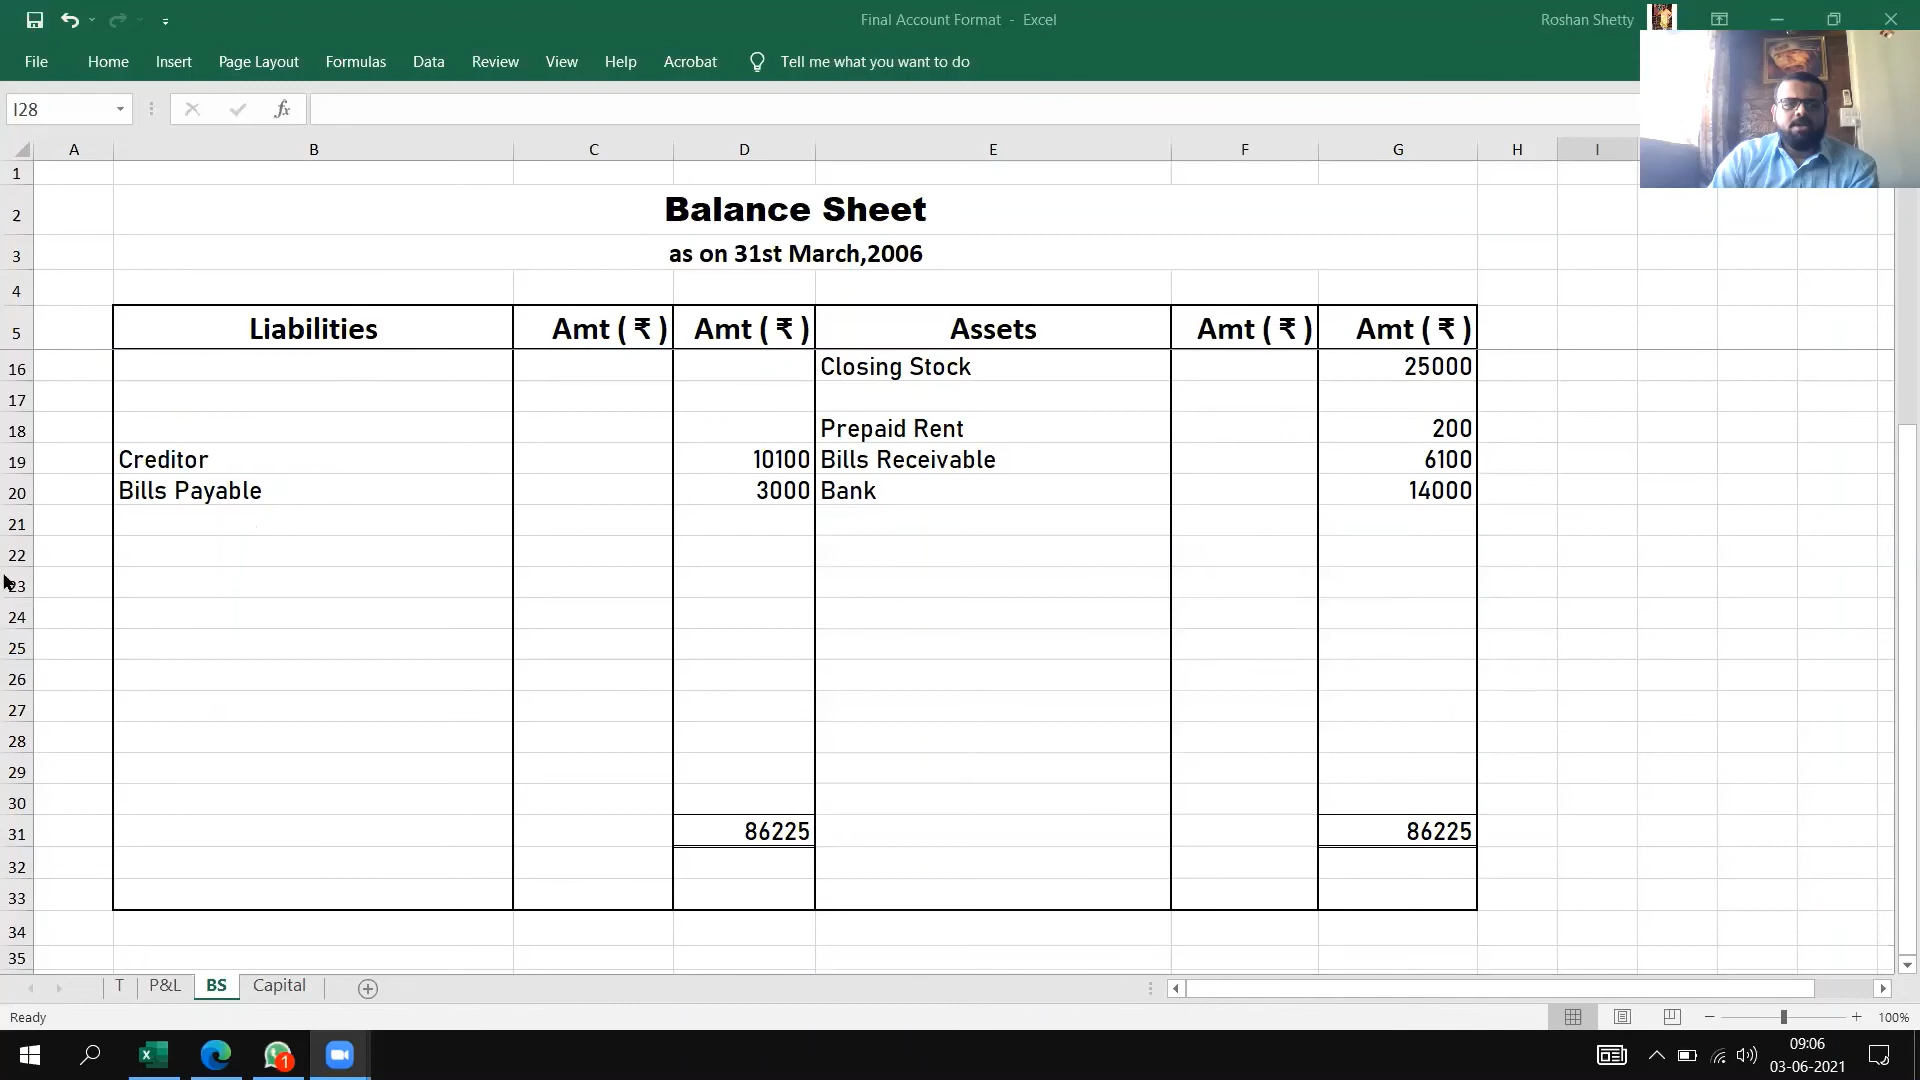 Final Account Format - Excel
Roshan Shetty
File Home Insert Page Layout Formulas Data Review View Help Acrobat Tell me what you want to do
I28 fx
A B C D E F G H I
1
2 Balance Sheet
3 as on 31st March,2006
4
5 Liabilities Amt ( ₹ ) Amt ( ₹ ) Assets Amt ( ₹ ) Amt ( ₹ )
16 Closing Stock 25000
17
18 Prepaid Rent 200
19 Creditor 10100 Bills Receivable 6100
20 Bills Payable 3000 Bank 14000
21
22
23
24
25
26
27
28
29
30
31 86225 86225
32
33
34
35
T P&L BS Capital
Ready 100%
1
09:06
03-06-2021